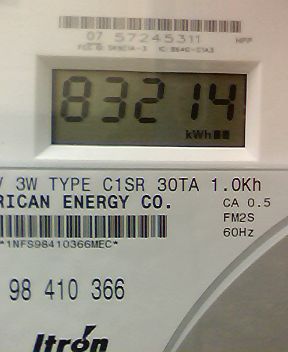 07 57245311 HPP
83214
kWh
V 3W TYPE C1SR 30TA 1.0Kh
RICAN ENERGY CO. CA 0.5
FM2S
*1NFS98410366MEC* 60Hz
98 410 366
Itron